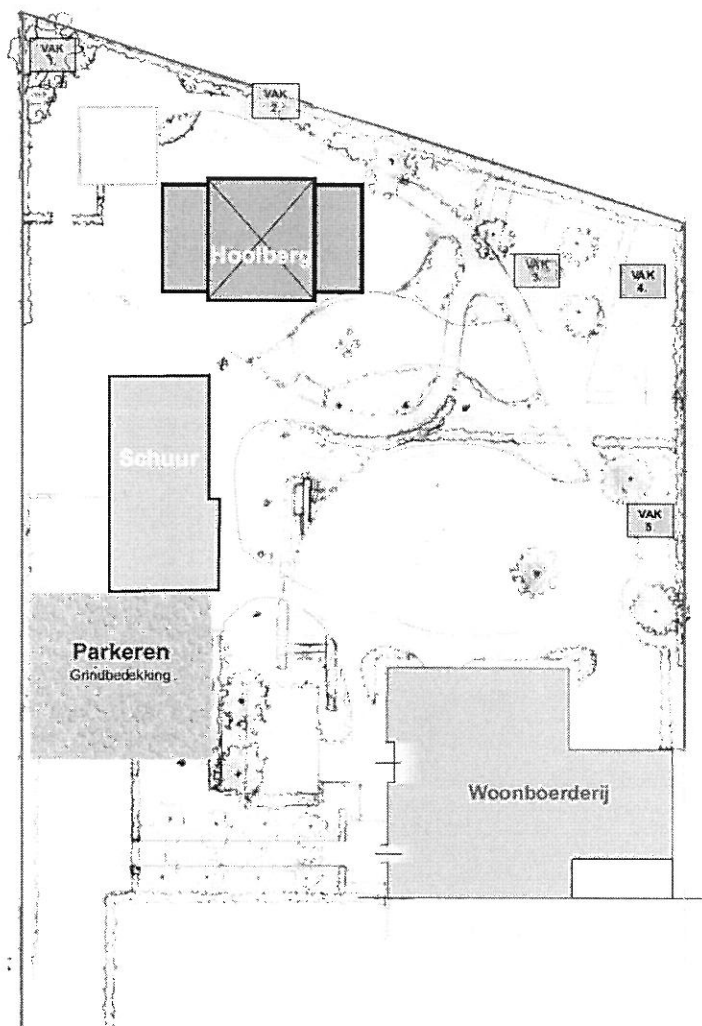 VAK
1.
VAK
2.
Hooiberg
VAK
3.
VAK
4.
Schuur
VAK
5
Parkeren
Grindbedekking
Woonboerderij